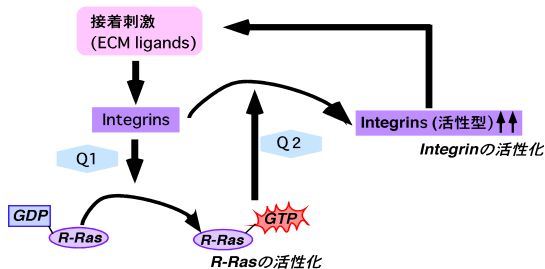 接着刺激
(ECM ligands)
Integrins
Integrins (活性型)
Integrinの活性化
Q1
Q 2
GDP
R-Ras
R-Ras
GTP
R-Rasの活性化